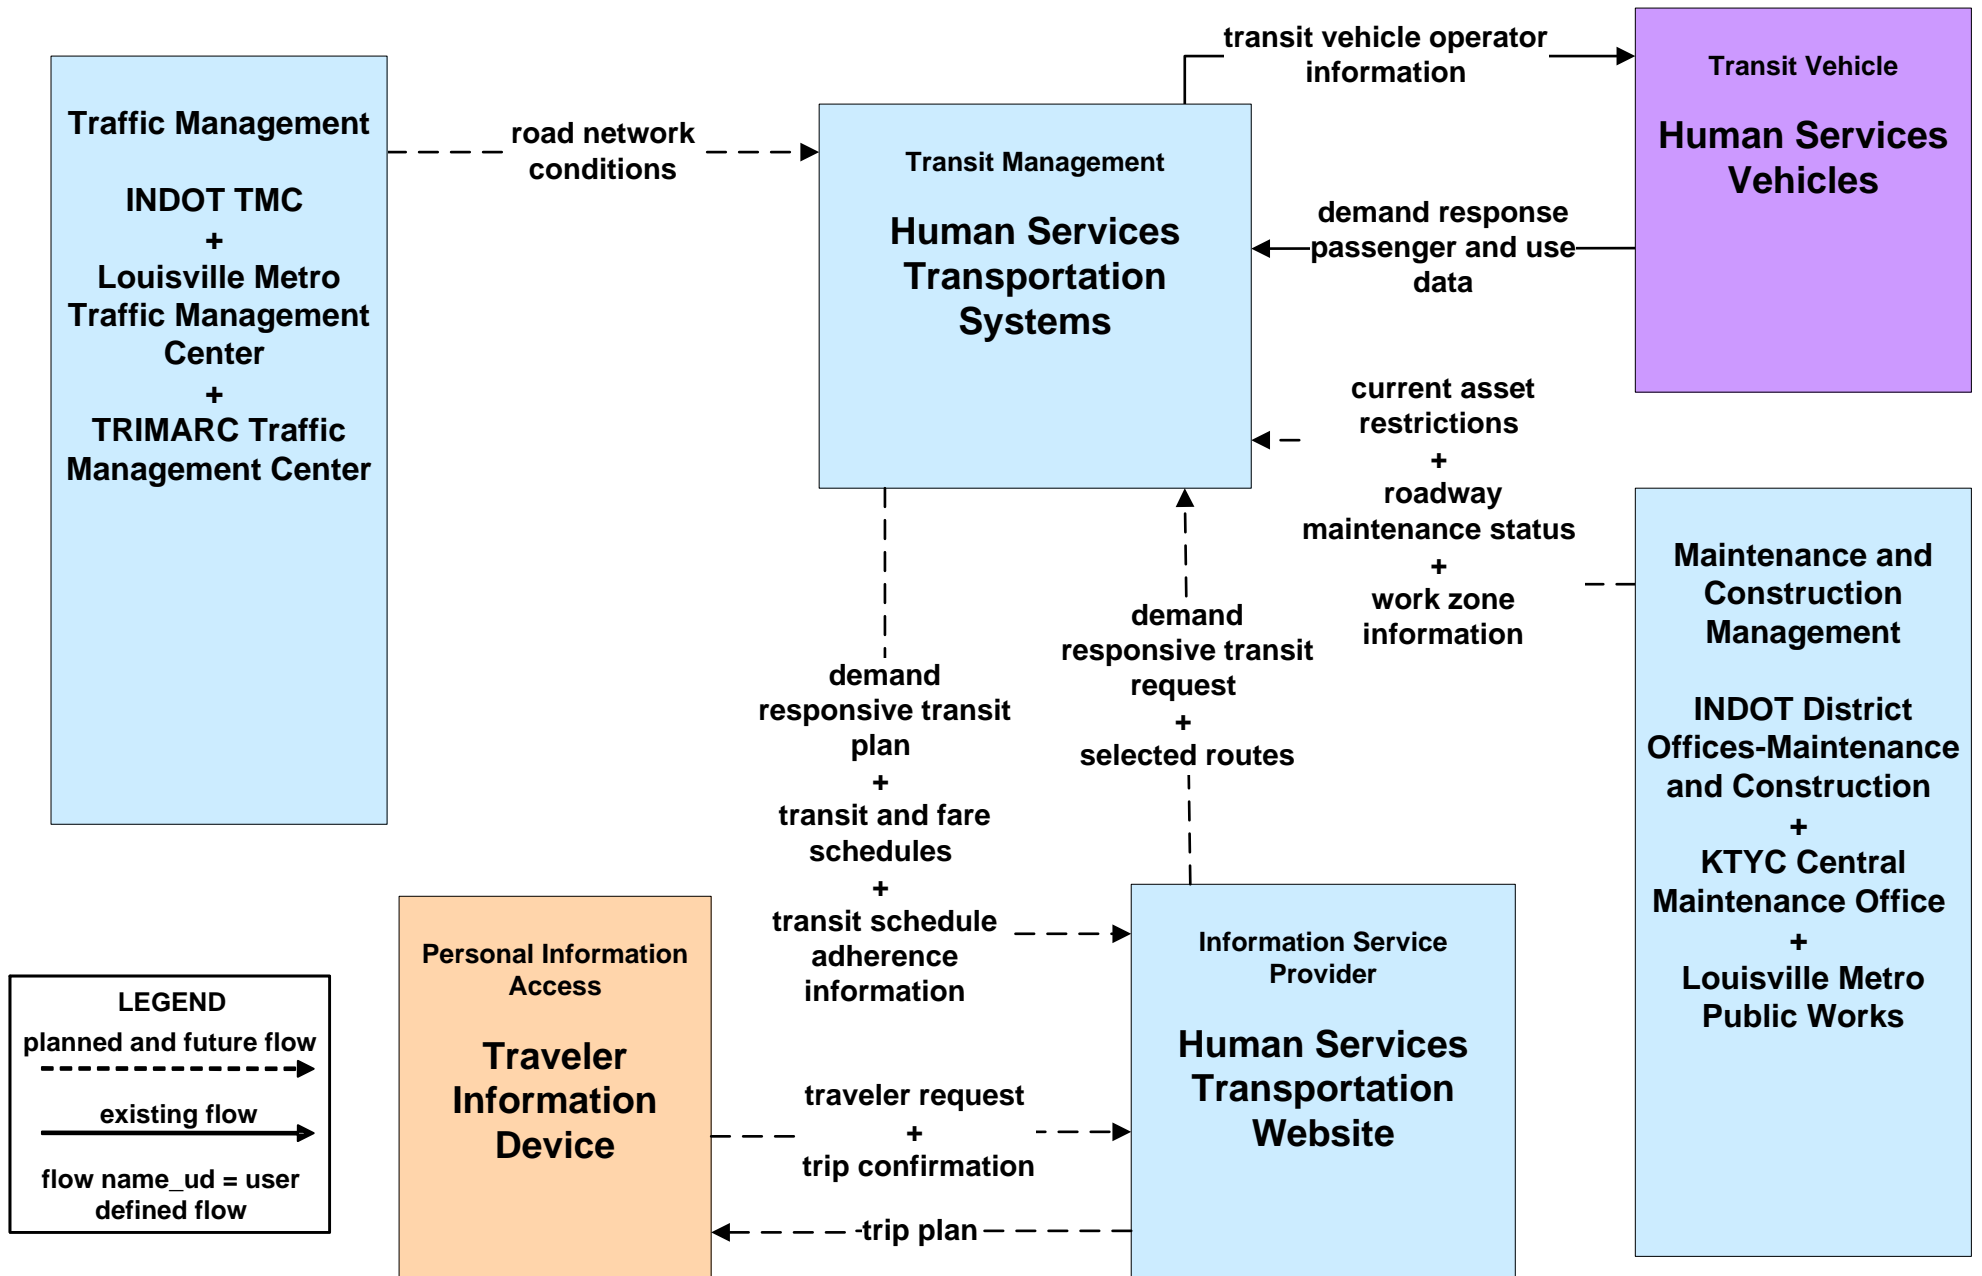 Traffic Management
INDOT TMC
+
Louisville Metro
Traffic Management
Center
+
TRIMARC Traffic
Management Center
road network
conditions
Transit Management
Human Services
Transportation
Systems
transit vehicle operator
information
Transit Vehicle
Human Services
Vehicles
demand response
passenger and use
data
current asset
restrictions
+
roadway
maintenance status
+
work zone
information
Maintenance and
Construction
Management
INDOT District
Offices-Maintenance
and Construction
+
KTYC Central
Maintenance Office
+
Louisville Metro
Public Works
demand
responsive transit
plan
+
transit and fare
schedules
+
transit schedule
adherence
information
demand
responsive transit
request
+
selected routes
Personal Information
Access
Traveler
Information
Device
traveler request
+
trip confirmation
trip plan
Information Service
Provider
Human Services
Transportation
Website
LEGEND
planned and future flow
existing flow
flow name_ud = user
defined flow